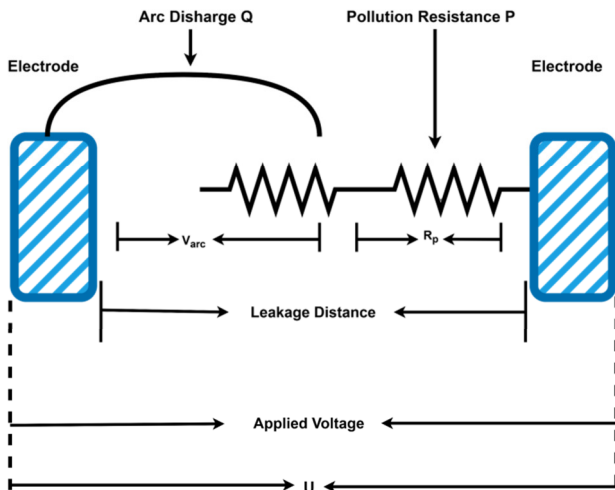 Arc Disharge Q
Pollution Resistance P
Electrode
Electrode
Varc
Rp
Leakage Distance
Applied Voltage
U